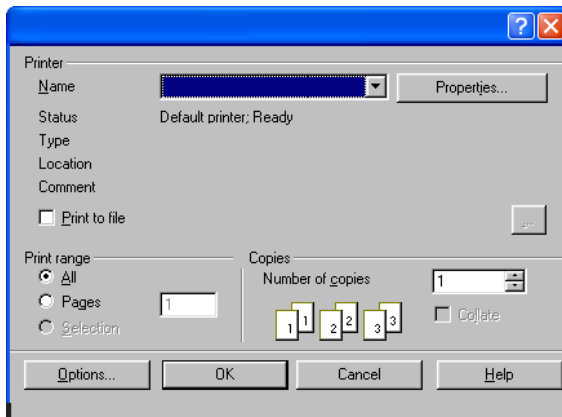 ?
Printer
Name
Properties...
Status Default printer; Ready
Type
Location
Comment
Print to file
...
Print range Copies
All Number of copies 1
Pages 1
1 1 2 2 3 3 Collate
Selection
Options... OK Cancel Help